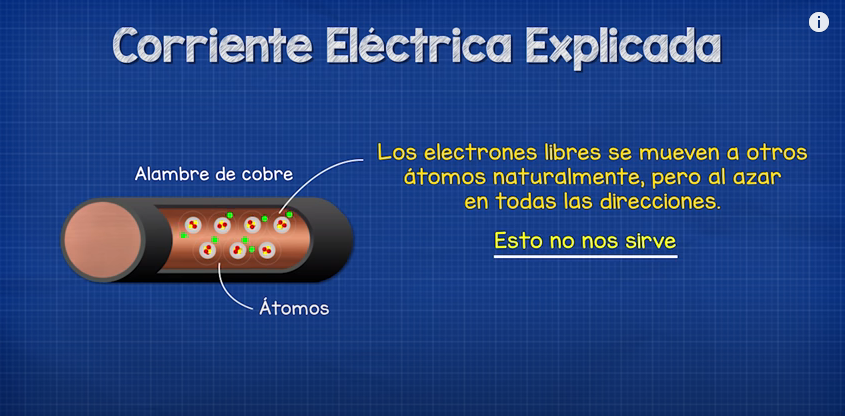 Corriente Eléctrica Explicada
Los electrones libres se mueven a otros
átomos naturalmente, pero al azar
en todas las direcciones.
Esto no nos sirve
Alambre de cobre
Átomos
i